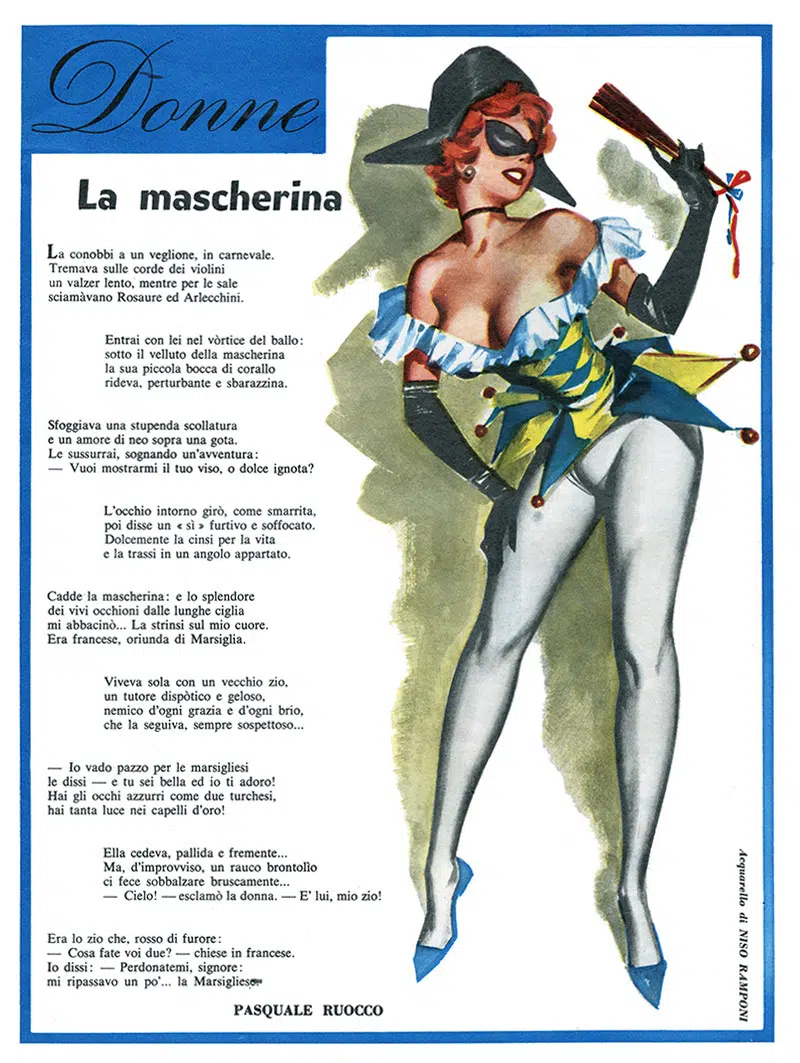 Donne
La mascherina
La conobbi a un veglione, in carnevale.
Tremava sulle corde dei violini
un valzer lento, mentre per le sale
sciamàvano Rosaure ed Arlecchini.
Entrai con lei nel vòrtice del ballo:
sotto il velluto della mascherina
la sua piccola bocca di corallo
rideva, perturbante e sbarazzina.
Sfoggiava una stupenda scollatura
e un amore di neo sopra una gota.
Le sussurrai, sognando un'avventura:
— Vuoi mostrarmi il tuo viso, o dolce ignota?
L'occhio intorno girò, come smarrita,
poi disse un « sì » furtivo e soffocato.
Dolcemente la cinsi per la vita
e la trassi in un angolo appartato.
Cadde la mascherina: e lo splendore
dei vivi occhioni dalle lunghe ciglia
mi abbacinò... La strinsi sul mio cuore.
Era francese, oriunda di Marsiglia.
Viveva sola con un vecchio zio,
un tutore dispòtico e geloso,
nemico d'ogni grazia e d'ogni brio,
che la seguiva, sempre sospettoso...
— Io vado pazzo per le marsigliesi
le dissi — e tu sei bella ed io ti adoro!
Hai gli occhi azzurri come due turchesi,
hai tanta luce nei capelli d'oro!
Ella cedeva, pallida e fremente...
Ma, d'improvviso, un rauco brontolìo
ci fece sobbalzare bruscamente...
— Cielo! — esclamò la donna. — E' lui, mio zio!
Era lo zio che, rosso di furore:
— Cosa fate voi due? — chiese in francese.
Io dissi: — Perdonatemi, signore:
mi ripassavo un po'... la Marsigliese
PASQUALE RUOCCO
Acquarello di NISO RAMPONI